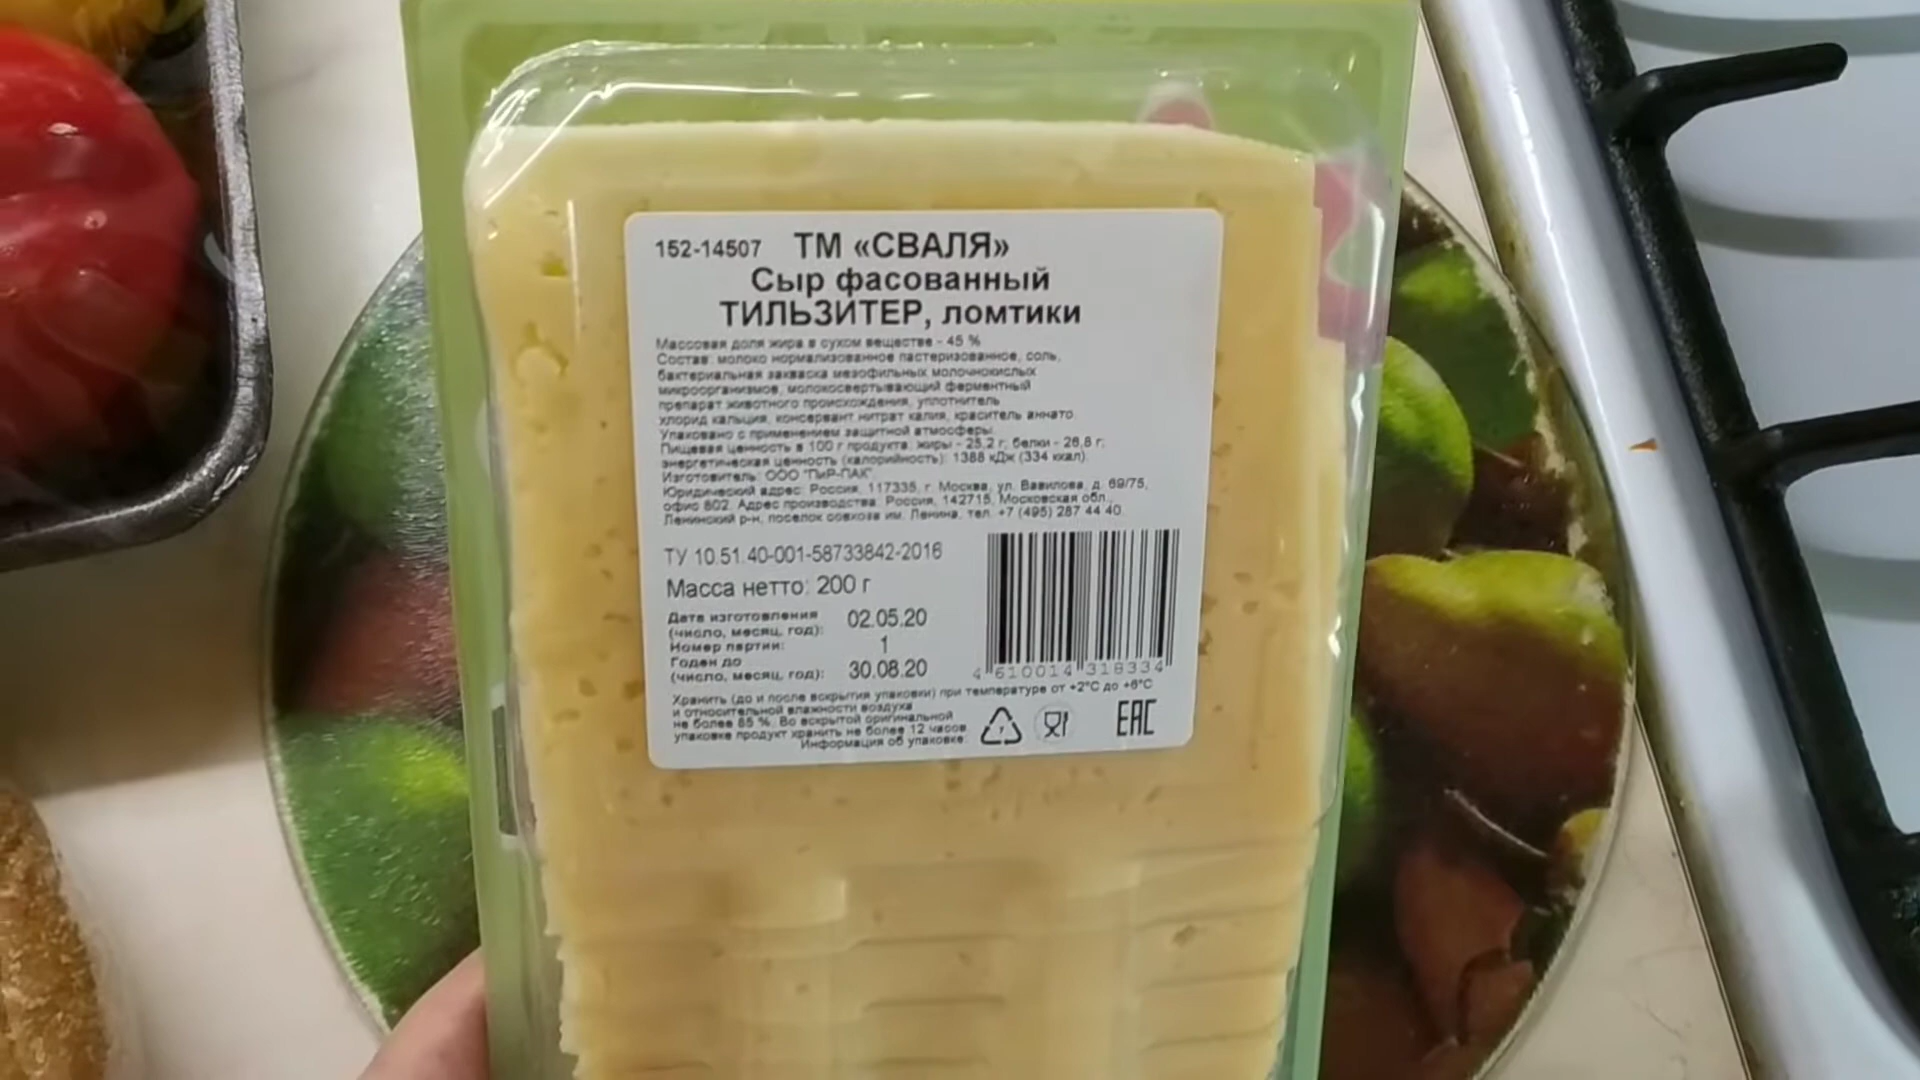 152-14507 ТМ «СВАЛЯ»
Сыр фасованный
ТИЛЬЗИТЕР, ломтики
Массовая доля жира в сухом веществе - 45 %
Состав: молоко нормализованное пастеризованное, соль,
бактериальная закваска мезофильных молочнокислых
микроорганизмов, молокосвертывающий ферментный
препарат животного происхождения, уплотнитель
хлорид кальция, консервант нитрат калия, краситель аннато.
Упаковано с применением защитной атмосферы.
Пищевая ценность в 100 г продукта: жиры - 25,2 г; белки - 26,8 г;
энергетическая ценность (калорийность): 1388 кДж (334 ккал).
Изготовитель: ООО "ПиР-ПАК"
Юридический адрес: Россия, 117335, г. Москва, ул. Вавилова, д. 69/75,
офис 802. Адрес производства: Россия, 142715, Московская обл.,
Ленинский р-н, поселок совхоза им. Ленина, тел. +7 (495) 287 44 40.
ТУ 10.51.40-001-58733842-2016
Масса нетто: 200 г
Дата изготовления
(число, месяц, год): 02.05.20
Номер партии: 1
Годен до
(число, месяц, год): 30.08.20
4 610014 318334
Хранить (до и после вскрытия упаковки) при температуре от +2°С до +6°С
и относительной влажности воздуха
не более 85 %. Во вскрытой оригинальной
упаковке продукт хранить не более 12 часов
Информация об упаковке:
7
ЕАС